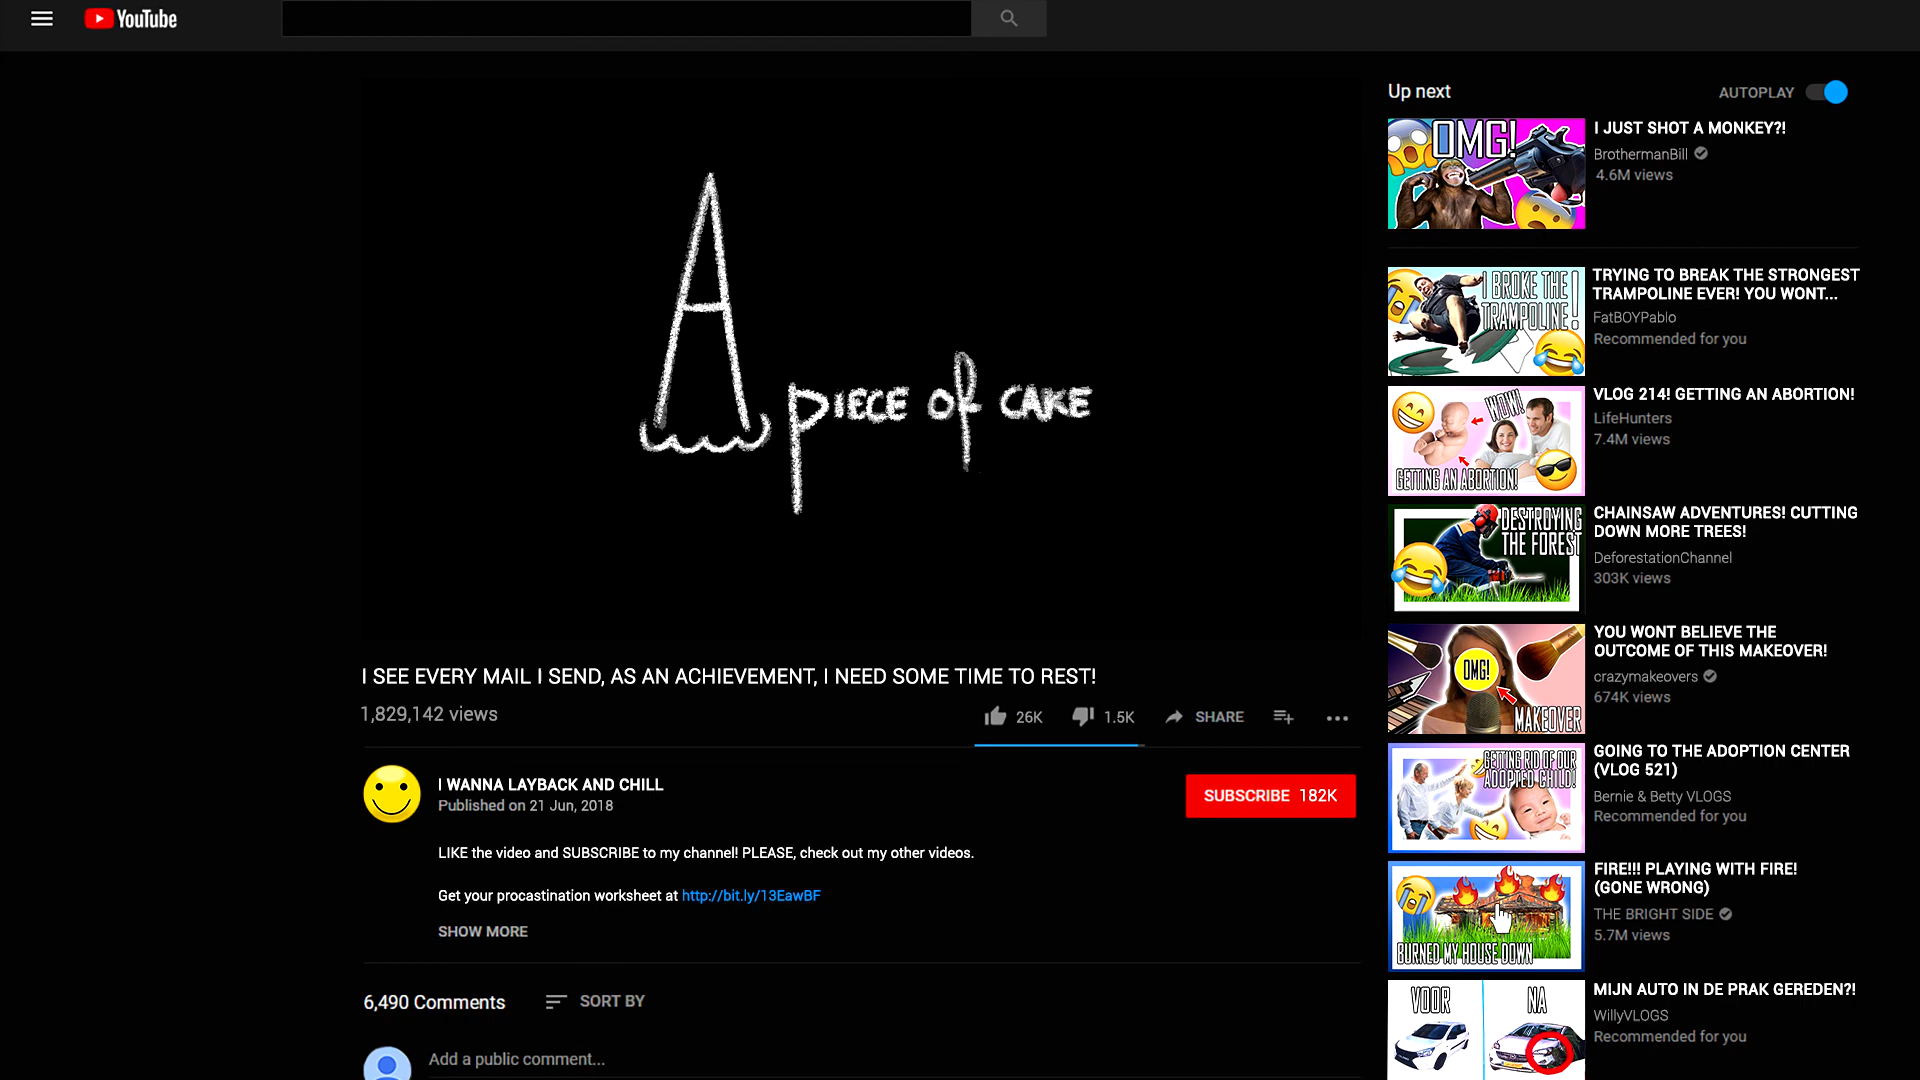 YouTube
A PIECE OF CAKE
I SEE EVERY MAIL I SEND, AS AN ACHIEVEMENT, I NEED SOME TIME TO REST!
1,829,142 views
26K
1.5K
SHARE
I WANNA LAYBACK AND CHILL
Published on 21 Jun, 2018
SUBSCRIBE 182K
LIKE the video and SUBSCRIBE to my channel! PLEASE, check out my other videos.
Get your procastination worksheet at http://bit.ly/13EawBF
SHOW MORE
6,490 Comments
SORT BY
Add a public comment...
Up next
AUTOPLAY
OMG!
I JUST SHOT A MONKEY?!
BrothermanBill
4.6M views
I BROKE THE
TRAMPOLINE!
TRYING TO BREAK THE STRONGEST
TRAMPOLINE EVER! YOU WONT...
FatBOYPablo
Recommended for you
WOW!
GETTING AN ABORTION!
VLOG 214! GETTING AN ABORTION!
LifeHunters
7.4M views
DESTROYING
THE FOREST
CHAINSAW ADVENTURES! CUTTING
DOWN MORE TREES!
DeforestationChannel
303K views
OMG!
MAKEOVER
YOU WONT BELIEVE THE
OUTCOME OF THIS MAKEOVER!
crazymakeovers
674K views
GETTING RID OF OUR
ADOPTED CHILD!
GOING TO THE ADOPTION CENTER
(VLOG 521)
Bernie & Betty VLOGS
Recommended for you
BURNED MY HOUSE DOWN
FIRE!!! PLAYING WITH FIRE!
(GONE WRONG)
THE BRIGHT SIDE
5.7M views
VOOR
NA
MIJN AUTO IN DE PRAK GEREDEN?!
WillyVLOGS
Recommended for you